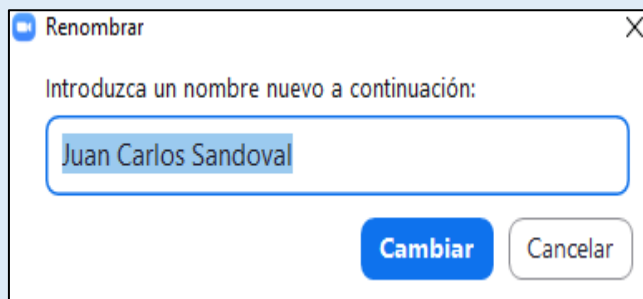 Renombrar
Introduzca un nombre nuevo a continuación:
Juan Carlos Sandoval
Cambiar Cancelar